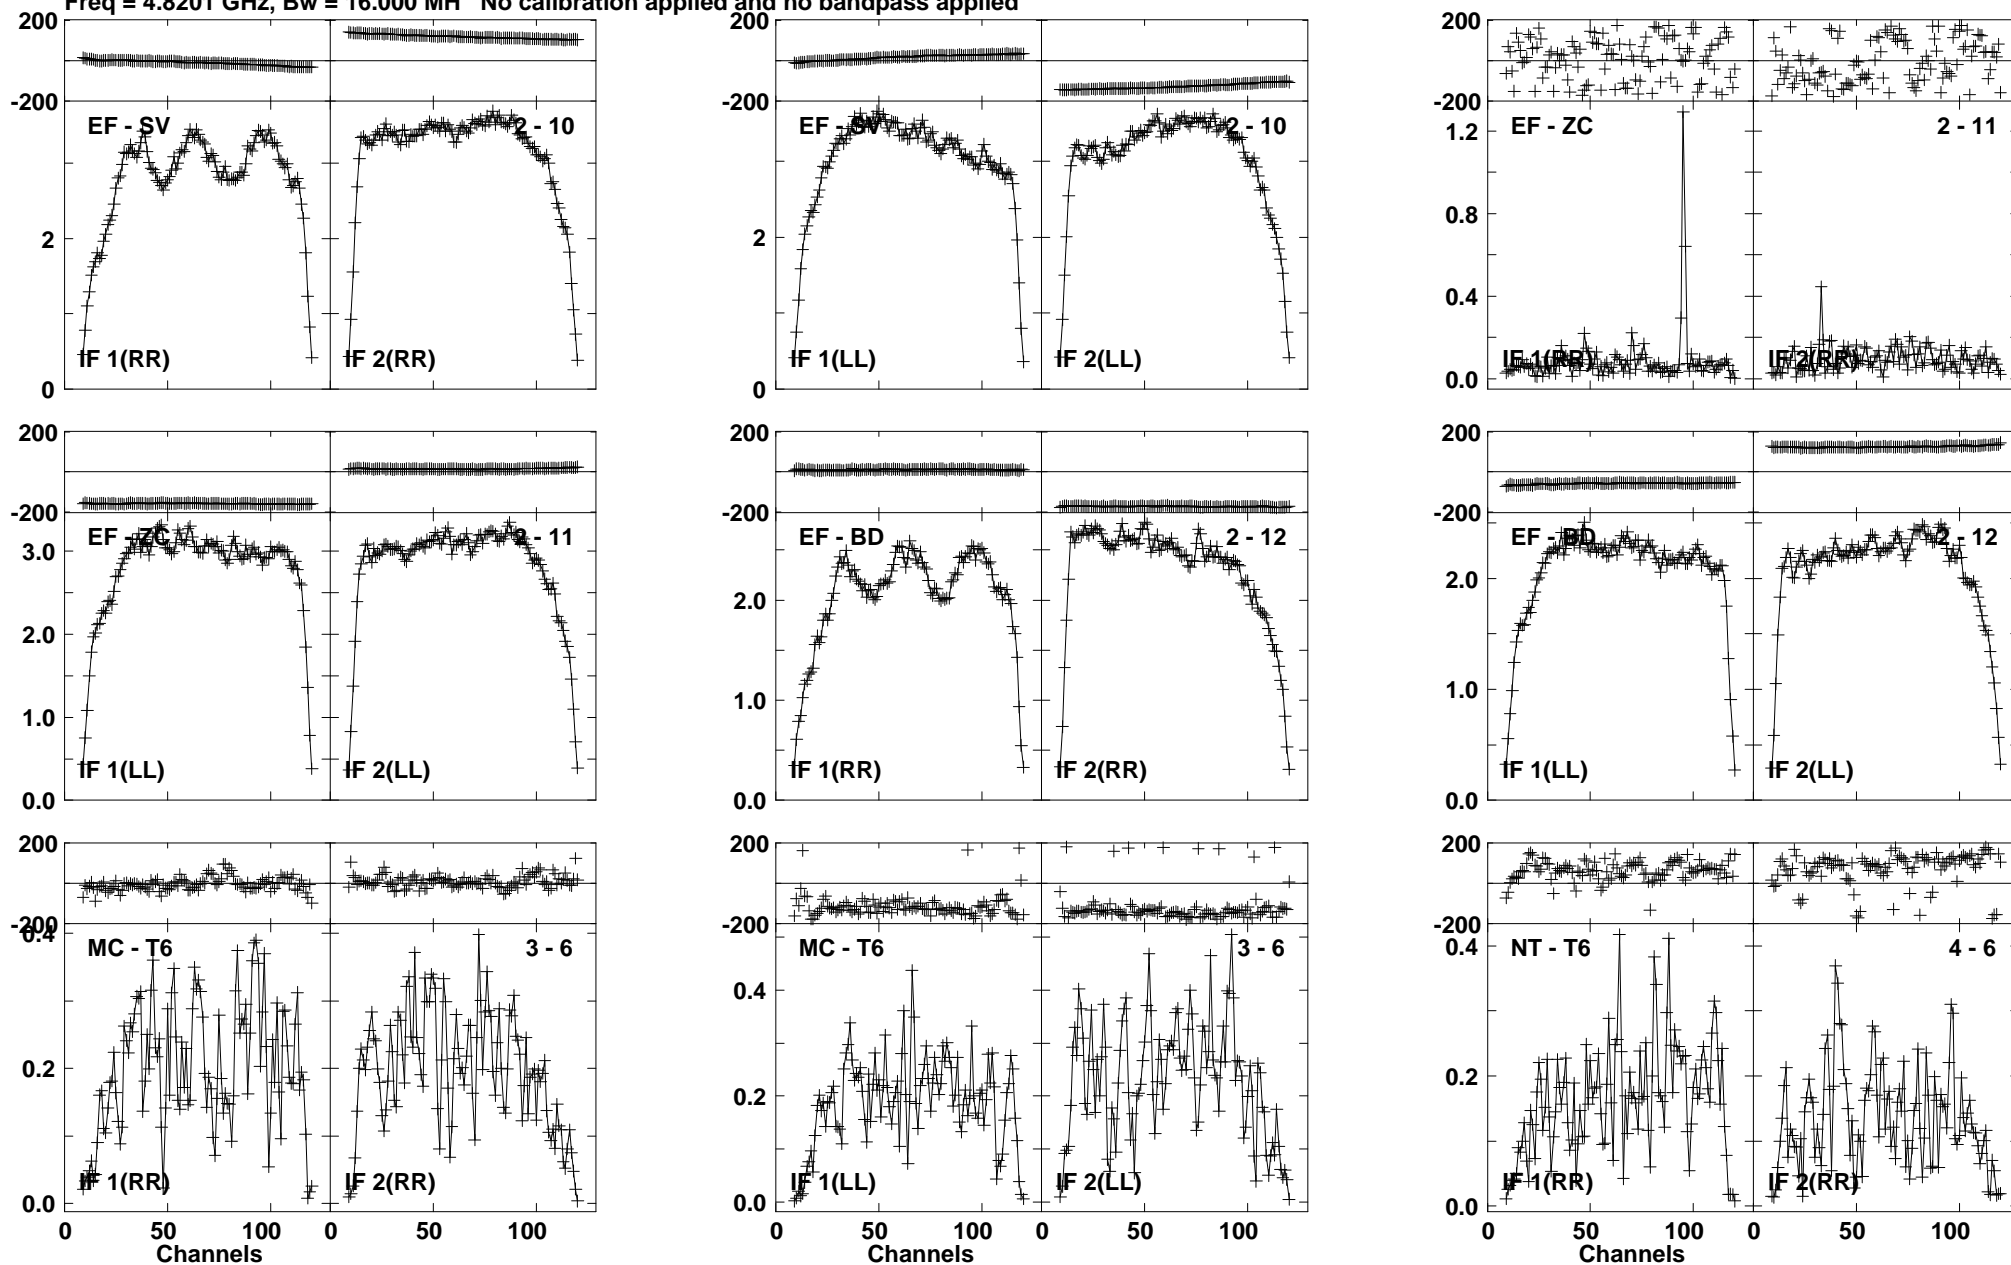 Freq = 4.8201 GHz, Bw = 16.000 MH No calibration applied and no bandpass applied
200 200 200
-200 -200 -200
EF - SV 2 - 10 EF - SV 2 - 10 EF - ZC 2 - 11
1.2
2 2 0.8
0.4
IF 1(RR) IF 2(RR) IF 1(LL) IF 2(LL) IF 1(RR) IF 2(RR)
0 0 0.0
200 200 200
-200 -200 -200
EF - ZC 2 - 11 EF - BD 2 - 12 EF - BD 2 - 12
3.0 2.0 2.0
2.0 1.0 1.0
1.0
IF 1(LL) IF 2(LL) IF 1(RR) IF 2(RR) IF 1(LL) IF 2(LL)
0.0 0.0 0.0
200 200 200
-200 -200 -200
0.4 MC - T6 3 - 6 MC - T6 3 - 6 0.4 NT - T6 4 - 6
0.4
0.2 0.2 0.2
IF 1(RR) IF 2(RR) IF 1(LL) IF 2(LL) IF 1(RR) IF 2(RR)
0.0 0.0 0.0
0 50 100 0 50 100 0 50 100 0 50 100 0 50 100 0 50 100
Channels Channels Channels